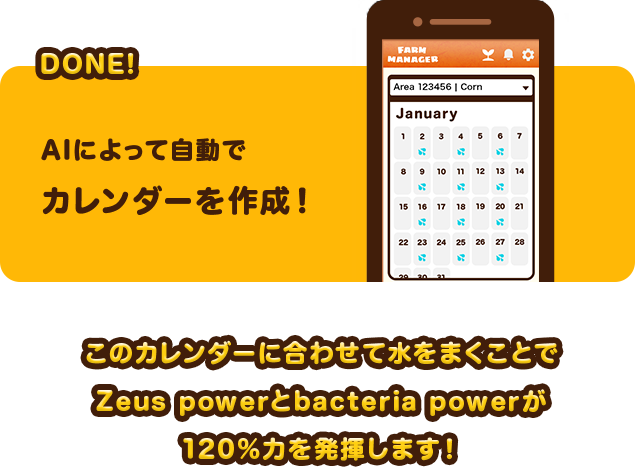 DONE!
AIによって自動で
カレンダーを作成！
FARM
MANAGER
Area 123456 | Corn
January
1 2 3 4 5 6 7
8 9 10 11 12 13 14
15 16 17 18 19 20 21
22 23 24 25 26 27 28
29 30 31
このカレンダーに合わせて水をまくことで
Zeus powerとbacteria powerが
120%力を発揮します！